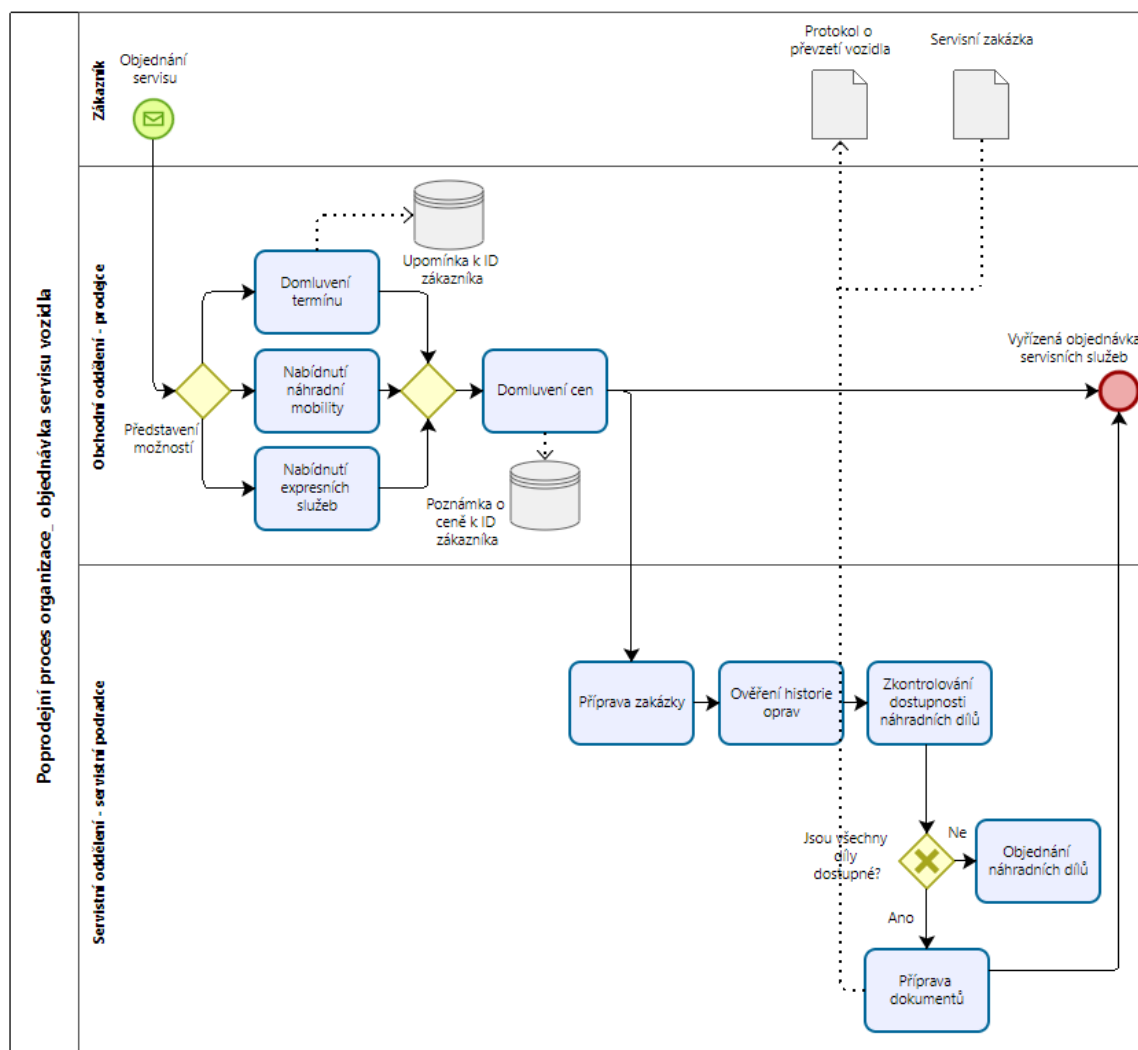 Poprodejní proces organizace_ objednávka servisu vozidla
Zákazník
Objednání
servisu
Protokol o
převzetí vozidla
Servisní zakázka
Obchodní oddělení - prodejce
Upomínka k ID
zákazníka
Domluvení
termínu
Nabídnutí
náhradní
mobility
Domluvení cen
Vyřízená objednávka
servisních služeb
Představení
možností
Nabídnutí
expresních
služeb
Poznámka o
ceně k ID
zákazníka
Servistní oddělení - servistní podradce
Příprava zakázky
Ověření historie
oprav
Zkontrolování
dostupnosti
náhradních dílů
Jsou všechny
díly
dostupné?
Ne
Objednání
náhradních dílů
Ano
Příprava
dokumentů